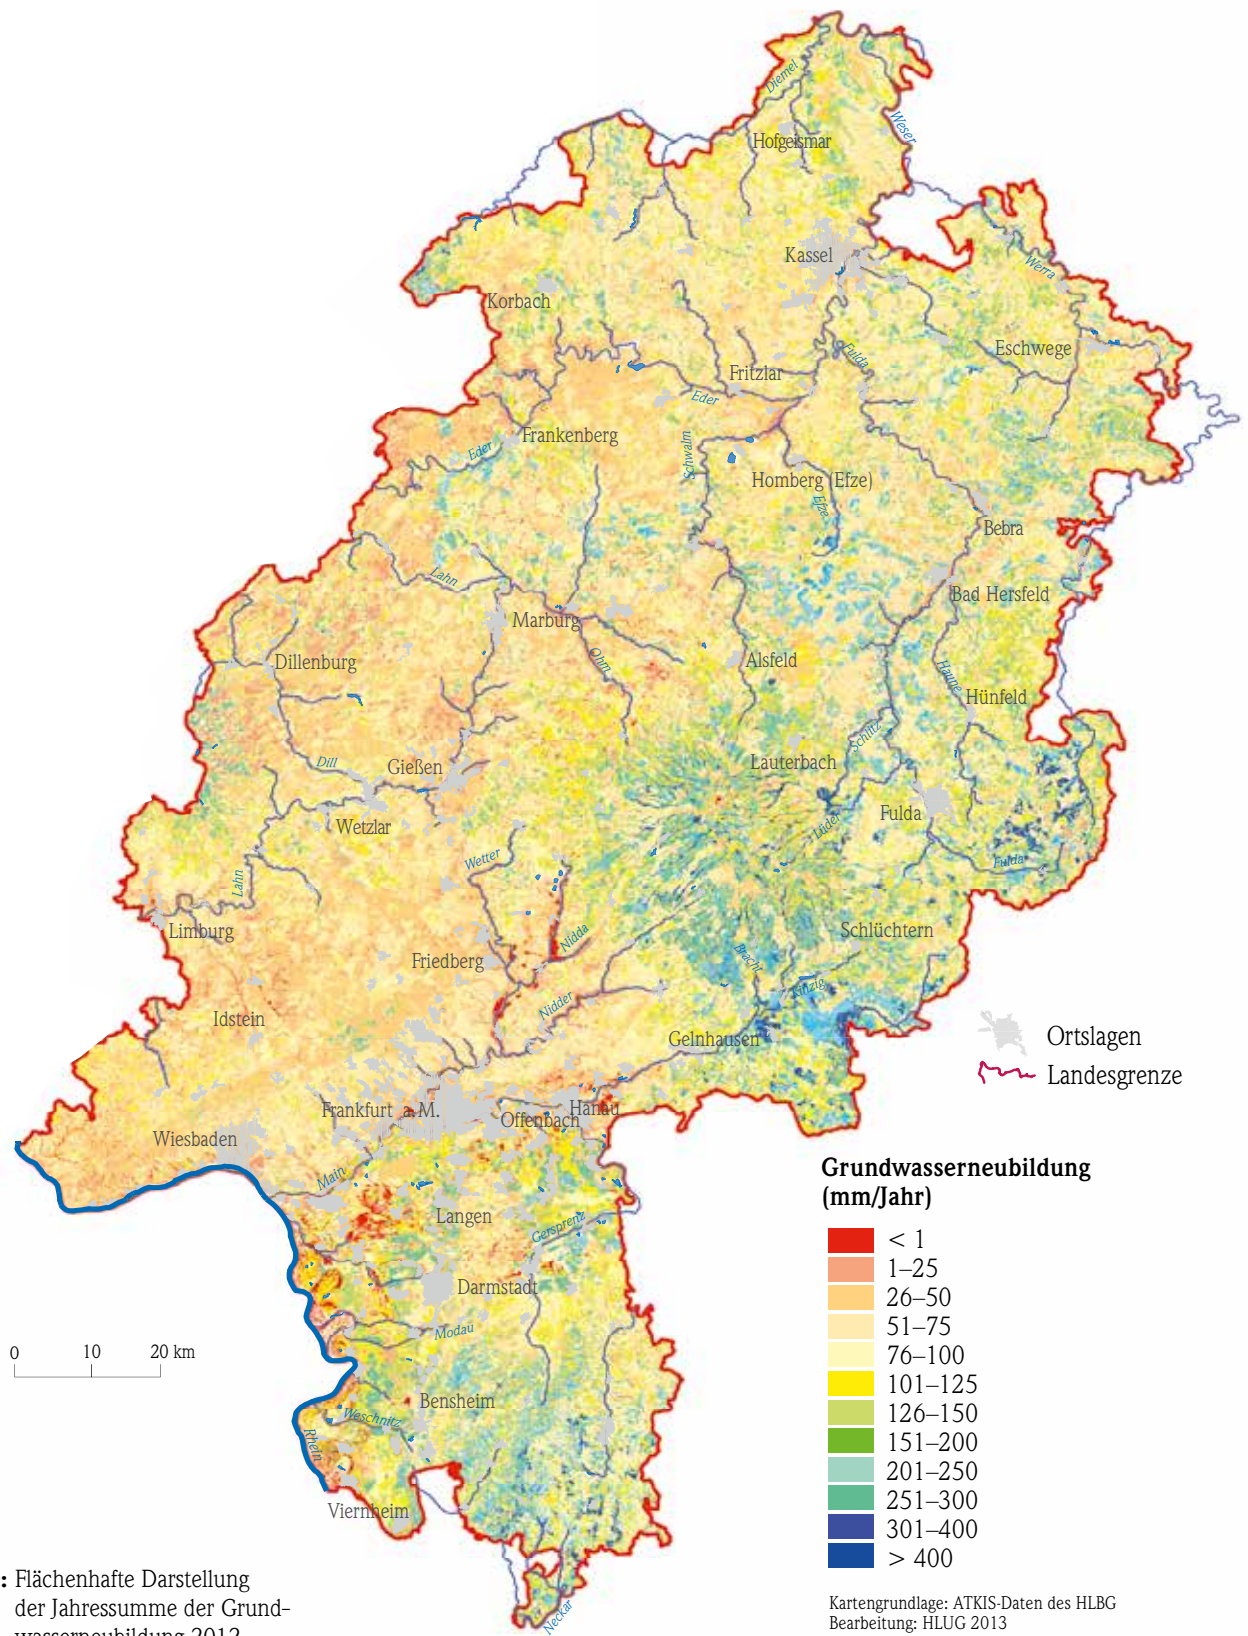 Diemel
Weser
Hofgeismar
Kassel
Werra
Korbach
Eschwege
Fulda
Fritzlar
Eder
Frankenberg
Eder
Schwalm
Homberg (Efze)
Efze
Bebra
Lahn
Bad Hersfeld
Marburg
Ohm
Dillenburg
Alsfeld
Haune
Hünfeld
Schlitz
Lauterbach
Dill
Gießen
Fulda
Wetzlar
Lüder
Wetter
Fulda
Lahn
Limburg
Schlüchtern
Nidda
Friedberg
Bracht
Kinzig
Nidder
Idstein
Gelnhausen
Ortslagen
Landesgrenze
Frankfurt a. M.
Hanau
Offenbach
Wiesbaden
Main
Langen
Gersprenz
Darmstadt
Modau
Bensheim
Weschnitz
Rhein
Viernheim
Neckar
0 10 20 km
Grundwasserneubildung
(mm/Jahr)
< 1
1–25
26–50
51–75
76–100
101–125
126–150
151–200
201–250
251–300
301–400
> 400
: Flächenhafte Darstellung
der Jahressumme der Grund-
wasserneubildung 2012
Kartengrundlage: ATKIS-Daten des HLBG
Bearbeitung: HLUG 2013